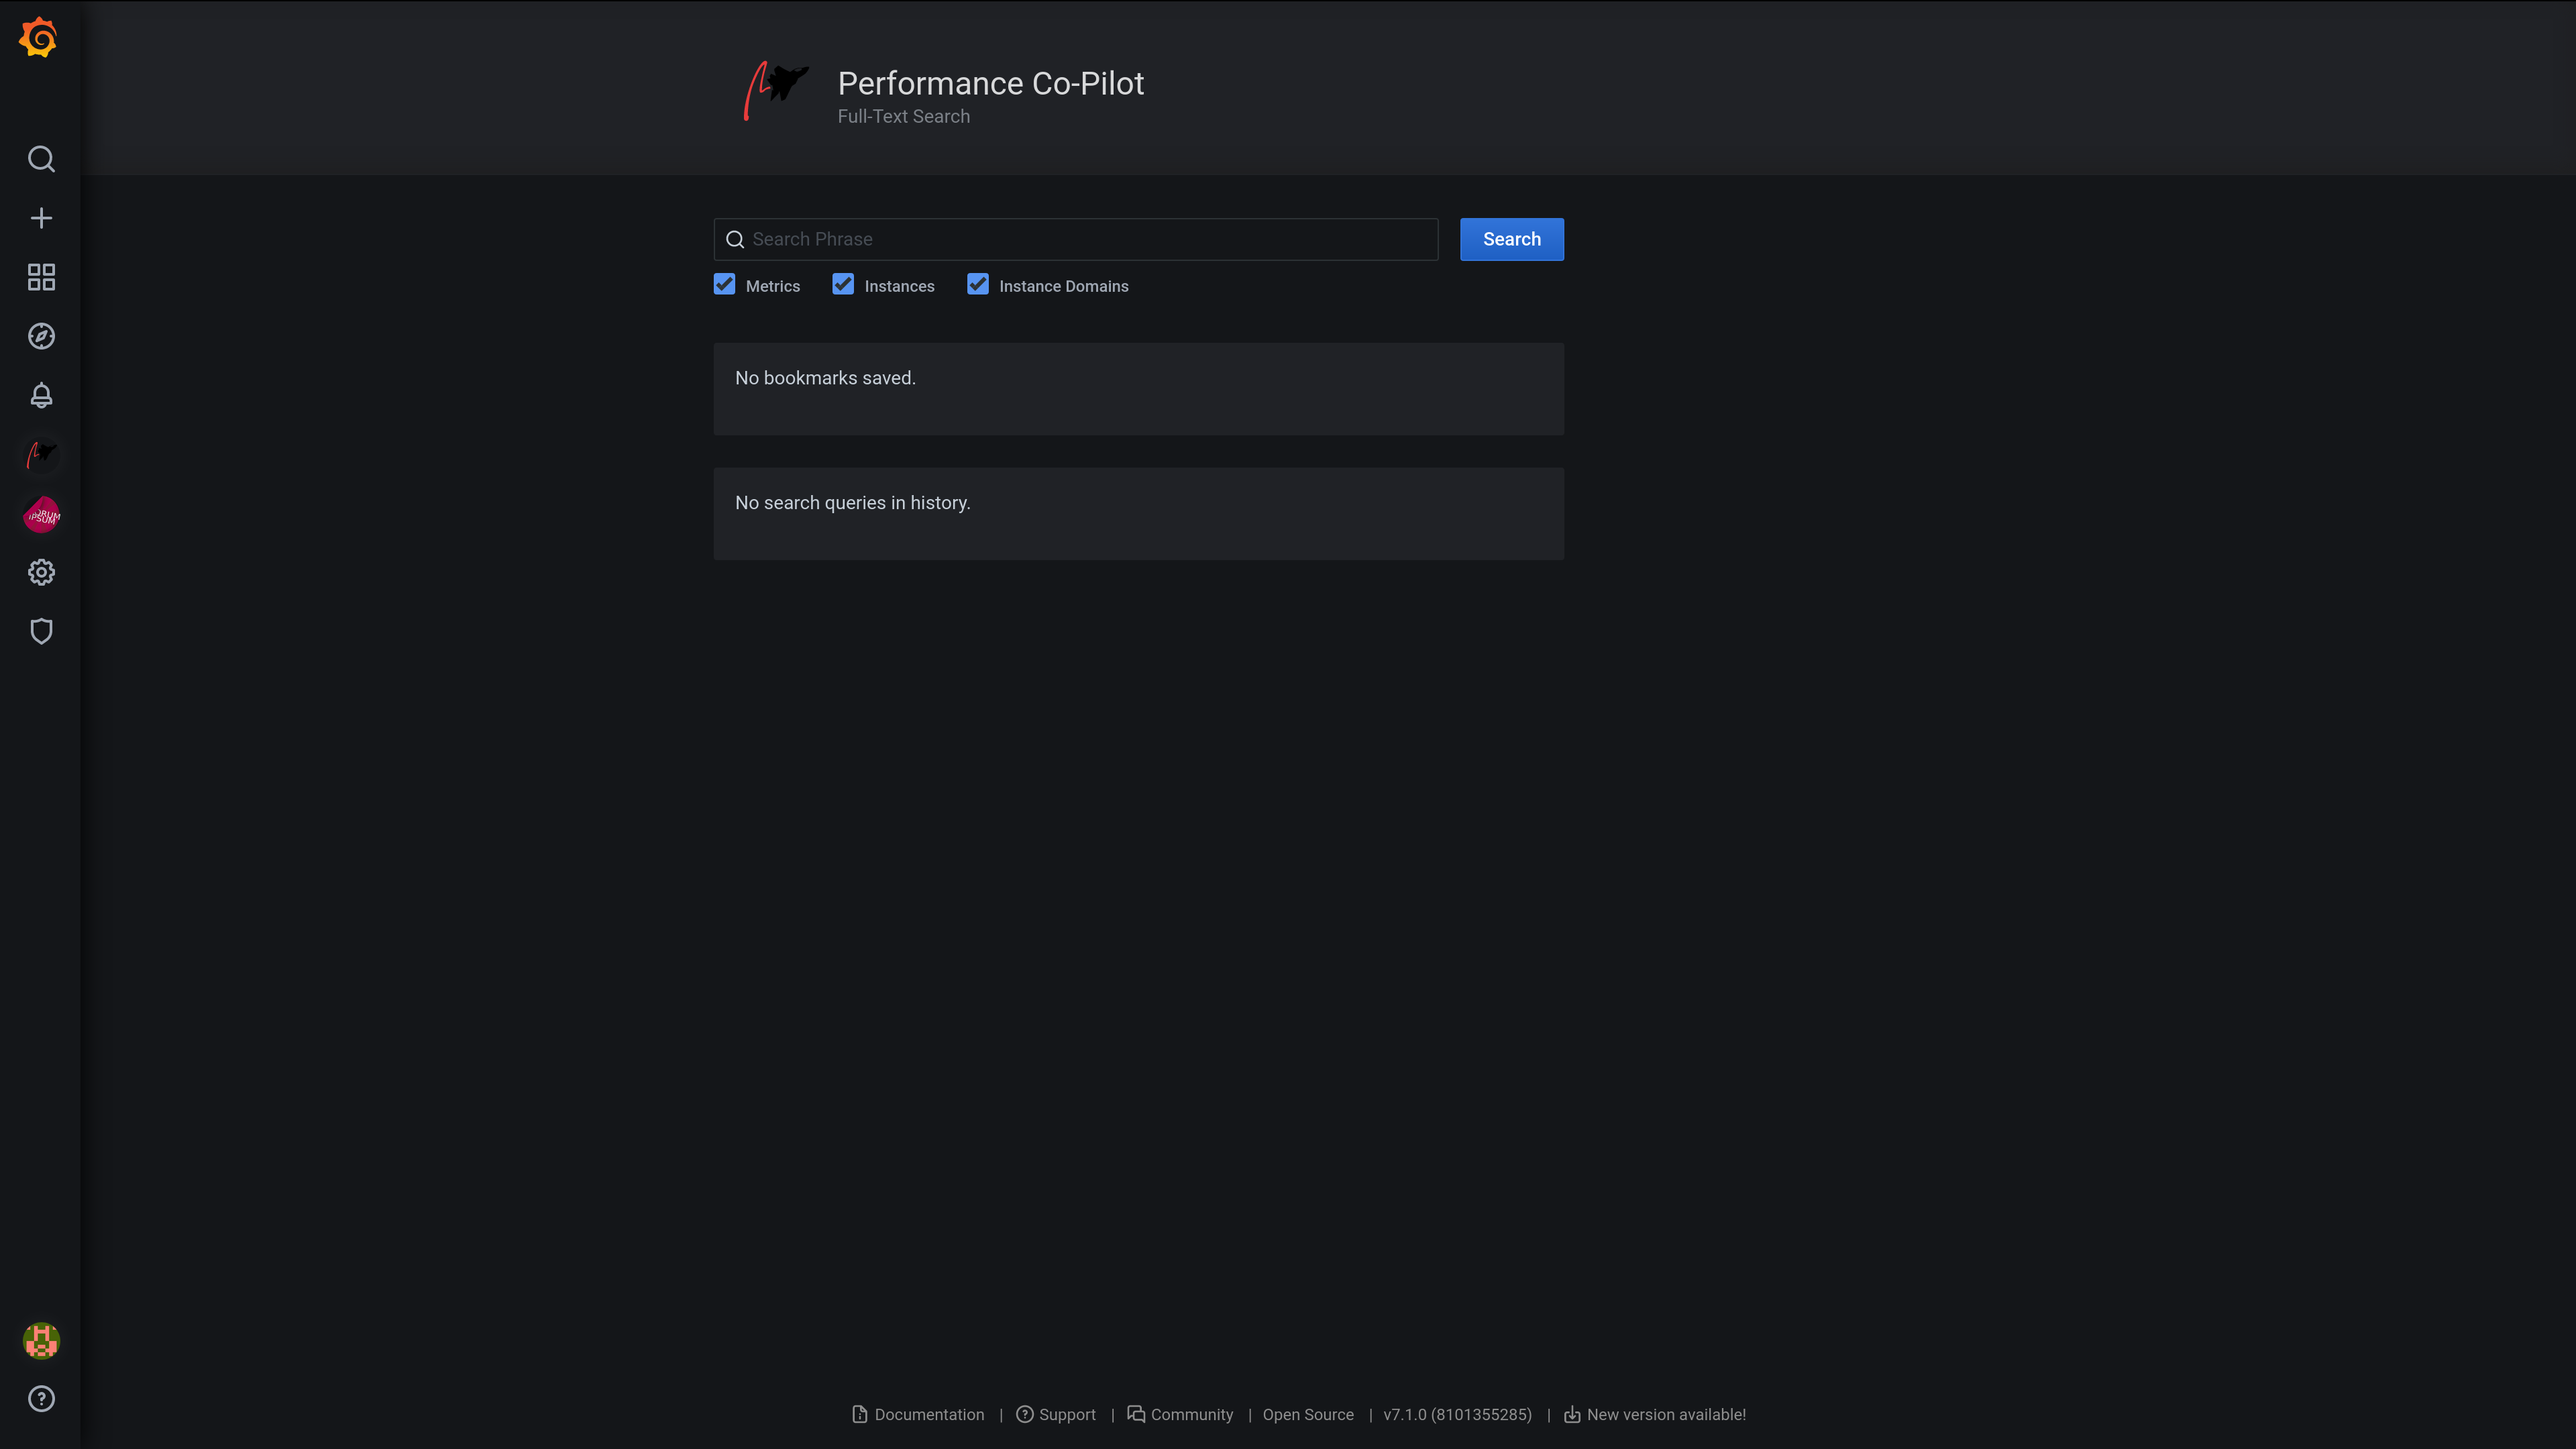 Performance Co-Pilot
Full-Text Search
Search Phrase
Search
Metrics
Instances
Instance Domains
No bookmarks saved.
No search queries in history.
IPSUM
Documentation | Support | Community | Open Source | v7.1.0 (8101355285) | New version available!